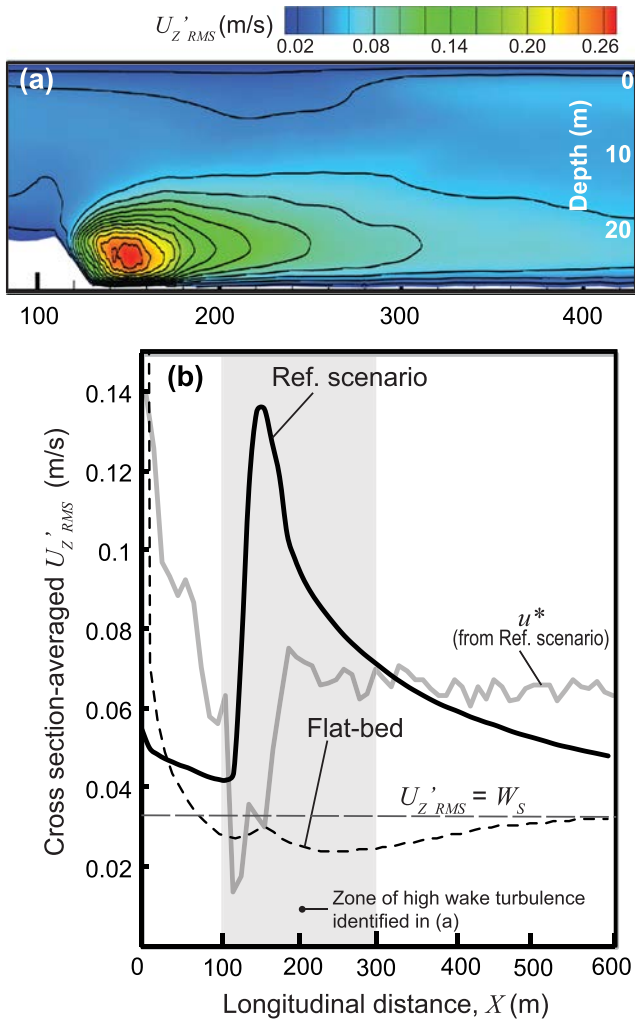 U_Z'_RMS (m/s)
0.02 0.08 0.14 0.20 0.26
(a)
0
10
20
Depth (m)
100 200 300 400
(b)
Ref. scenario
0.14
0.12
0.1
0.08
0.06
0.04
0.02
Cross section-averaged U_Z'_RMS (m/s)
u*
(from Ref. scenario)
Flat-bed
U_Z'_RMS = W_S
Zone of high wake turbulence
identified in (a)
0 100 200 300 400 500 600
Longitudinal distance, X (m)